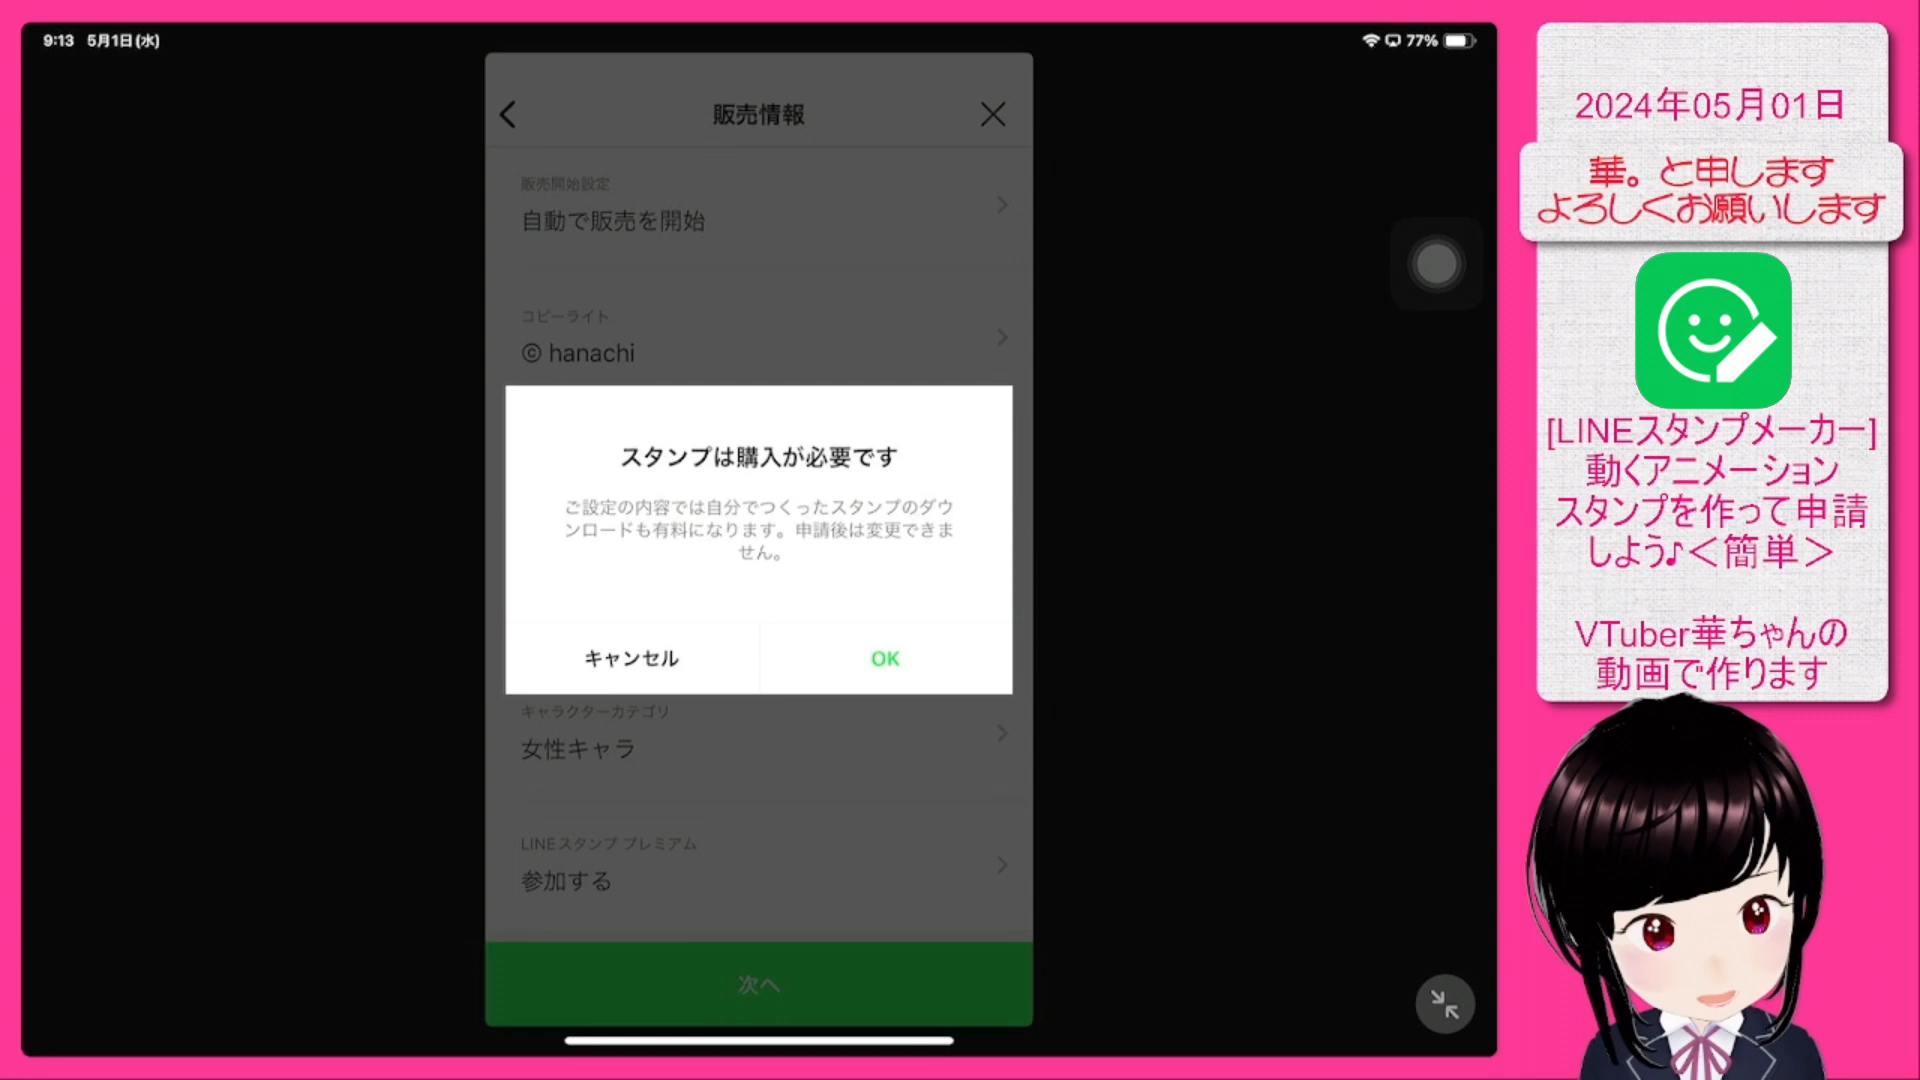 9:13 5月1日(水)
77%
販売情報
販売開始設定
自動で販売を開始
コピーライト
© hanachi
スタンプは購入が必要です
ご設定の内容では自分でつくったスタンプのダウ
ンロードも有料になります。申請後は変更できま
せん。
キャンセル
OK
キャラクターカテゴリ
女性キャラ
LINEスタンプ プレミアム
参加する
次へ
2024年05月01日
華。と申します
よろしくお願いします
[LINEスタンプメーカー]
動くアニメーション
スタンプを作って申請
しよう♪＜簡単＞
VTuber華ちゃんの
動画で作ります